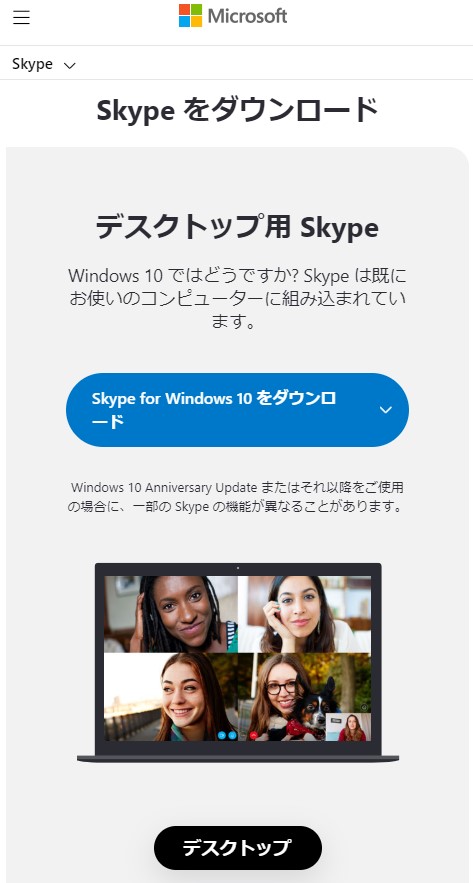 Microsoft
Skype
Skype をダウンロード
デスクトップ用 Skype
Windows 10 ではどうですか? Skype は既に
お使いのコンピューターに組み込まれてい
ます。
Skype for Windows 10 をダウンロ
ード
Windows 10 Anniversary Update またはそれ以降をご使用
の場合に、一部の Skype の機能が異なることがあります。
デスクトップ